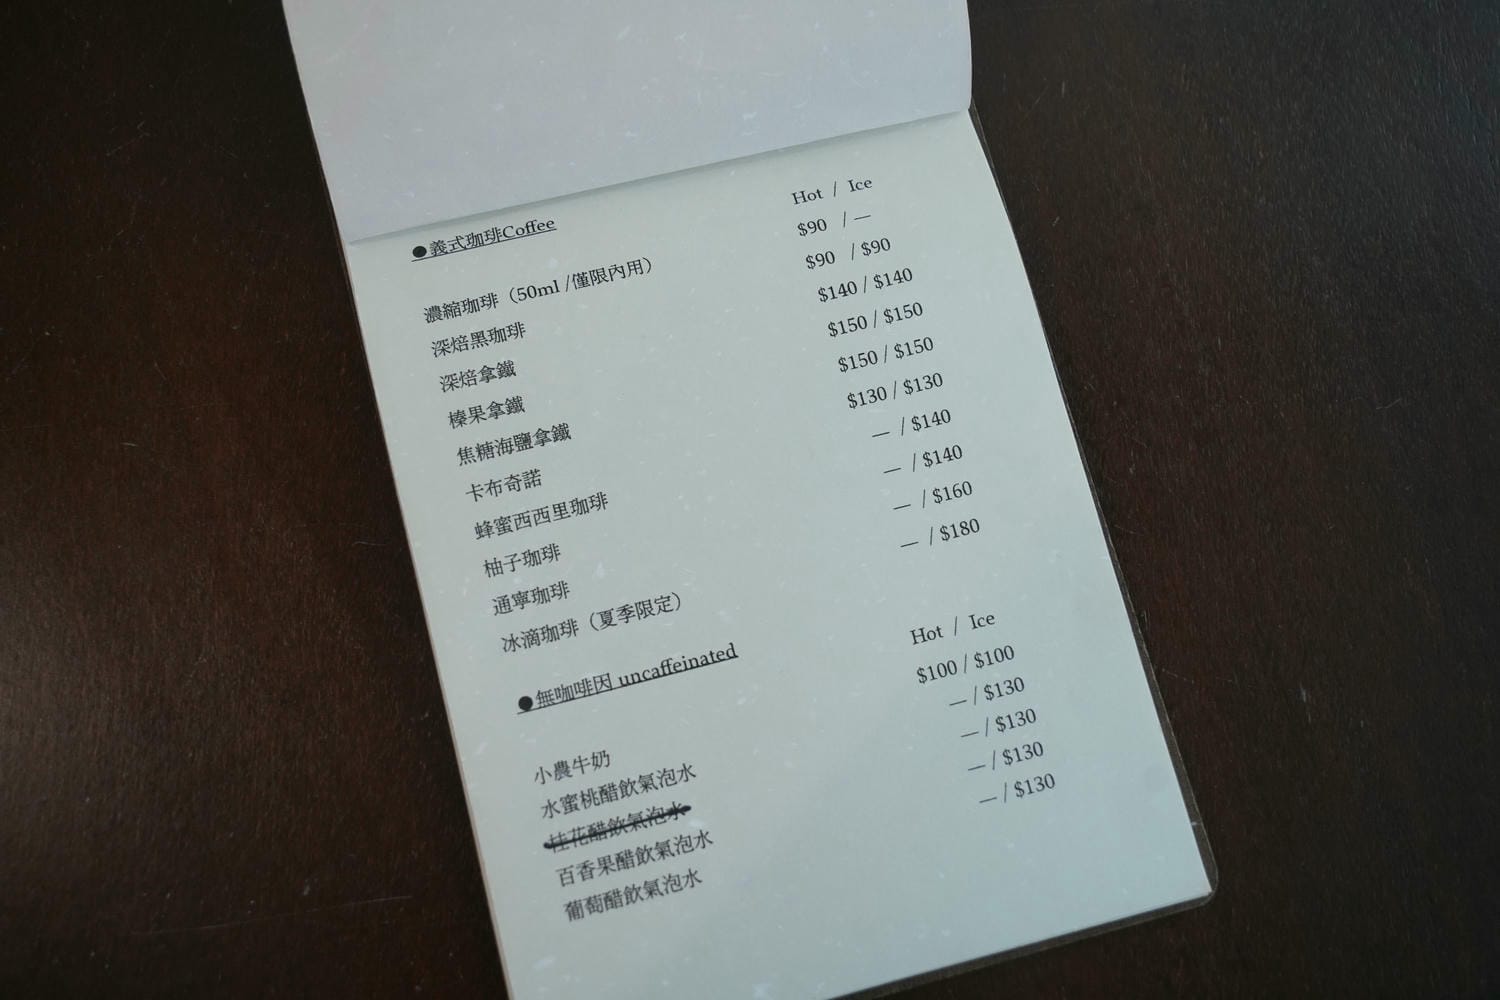 ●義式珈琲Coffee Hot / Ice
濃縮珈琲（50ml /僅限內用） $90 / —
深焙黑珈琲 $90 / $90
深焙拿鐵 $140 / $140
榛果拿鐵 $150 / $150
焦糖海鹽拿鐵 $150 / $150
卡布奇諾 $130 / $130
蜂蜜西西里珈琲 — / $140
柚子珈琲 — / $140
通寧珈琲 — / $160
冰滴珈琲（夏季限定） — / $180
●無咖啡因 uncaffeinated Hot / Ice
小農牛奶 $100 / $100
水蜜桃醋飲氣泡水 — / $130
桂花醋飲氣泡水 — / $130
百香果醋飲氣泡水 — / $130
葡萄醋飲氣泡水 — / $130